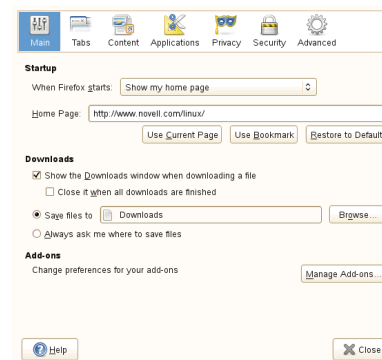 Main Tabs Content Applications Privacy Security Advanced
Startup
When Firefox starts: Show my home page
Home Page: http://www.novell.com/linux/
Use Current Page Use Bookmark Restore to Default
Downloads
Show the Downloads window when downloading a file
Close it when all downloads are finished
Save files to Downloads Browse...
Always ask me where to save files
Add-ons
Change preferences for your add-ons
Manage Add-ons...
Help Close